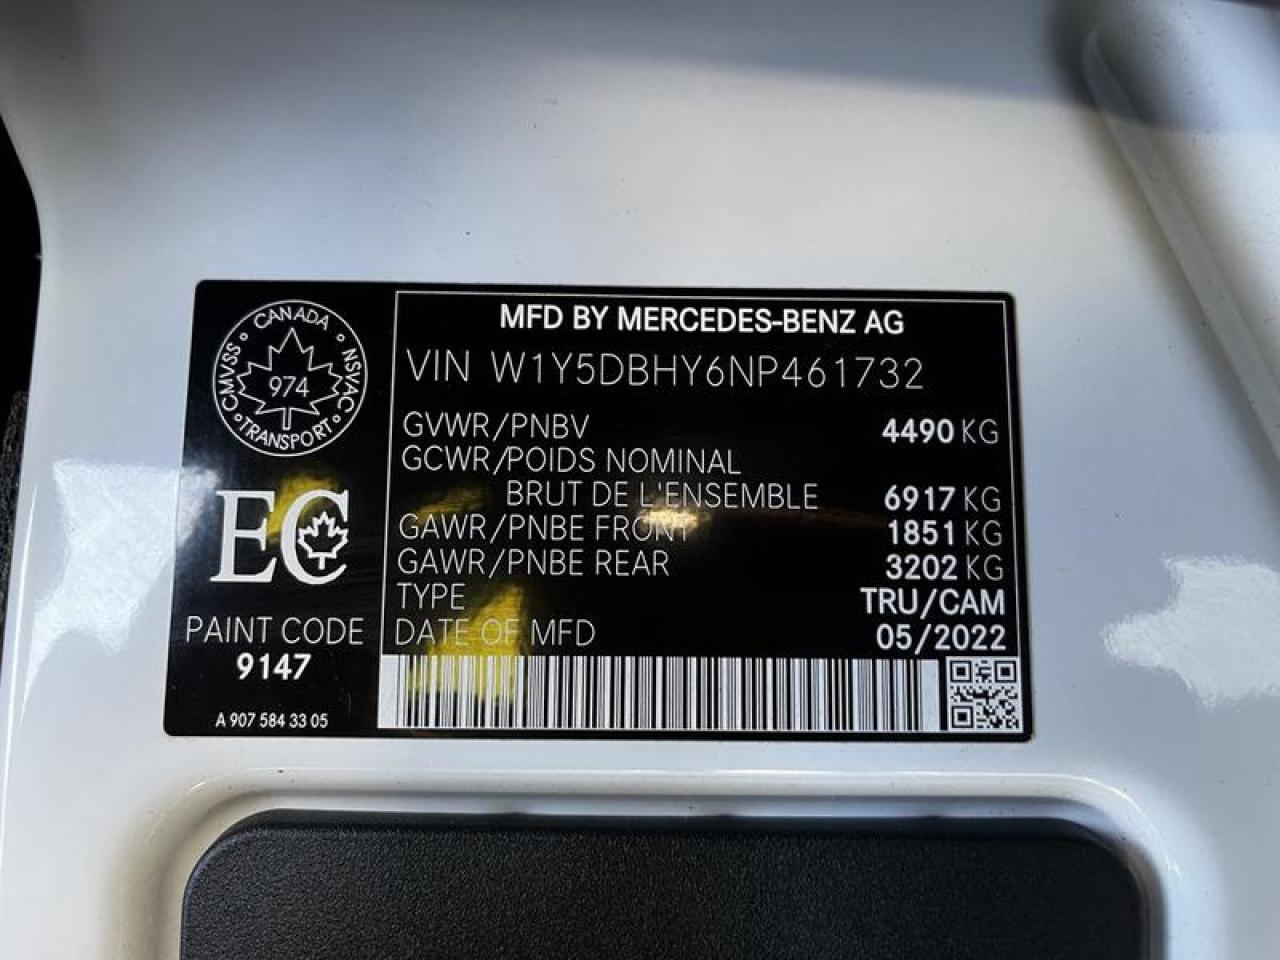 CANADA
CMVSS
974
NSVAC
TRANSPORT
EC
PAINT CODE
9147
A 907 584 33 05
MFD BY MERCEDES-BENZ AG
VIN W1Y5DBHY6NP461732
GVWR/PNBV 4490 KG
GCWR/POIDS NOMINAL
BRUT DE L'ENSEMBLE 6917 KG
GAWR/PNBE FRONT 1851 KG
GAWR/PNBE REAR 3202 KG
TYPE TRU/CAM
DATE OF MFD 05/2022